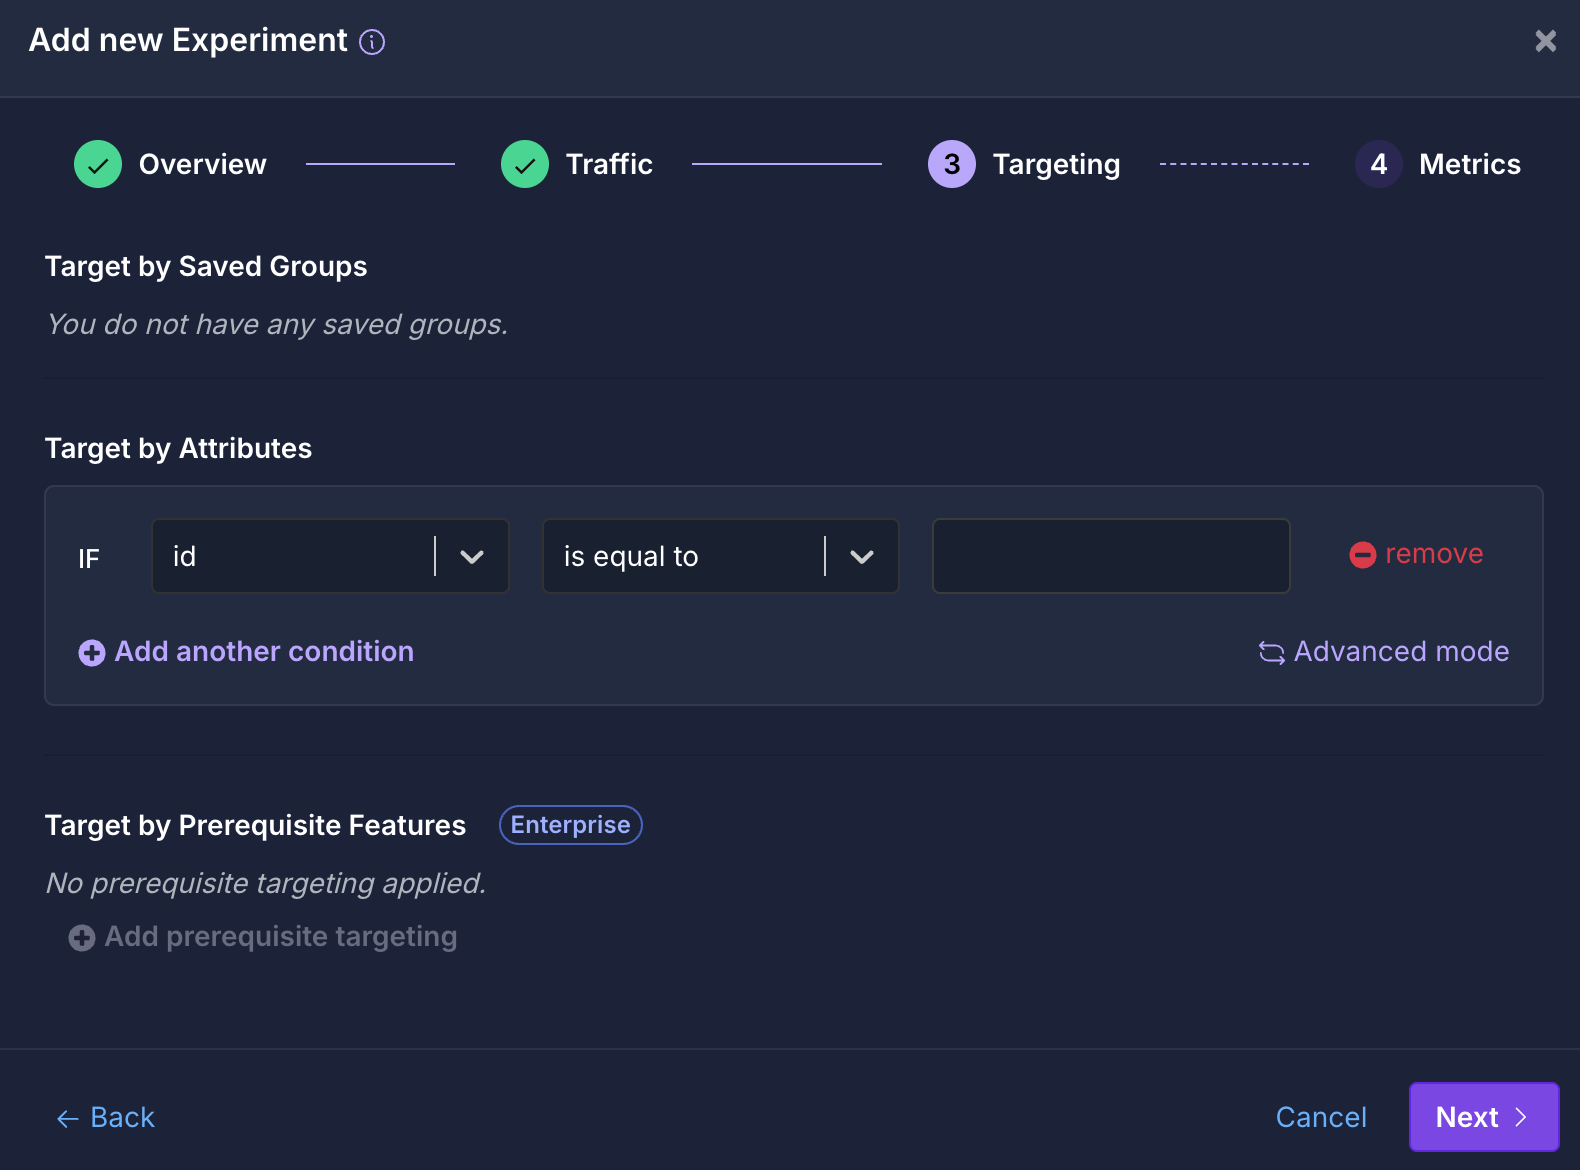 Add new Experiment
Overview
Traffic
3 Targeting
4 Metrics
Target by Saved Groups
You do not have any saved groups.
Target by Attributes
IF id is equal to remove
Add another condition
Advanced mode
Target by Prerequisite Features Enterprise
No prerequisite targeting applied.
Add prerequisite targeting
Back
Cancel
Next